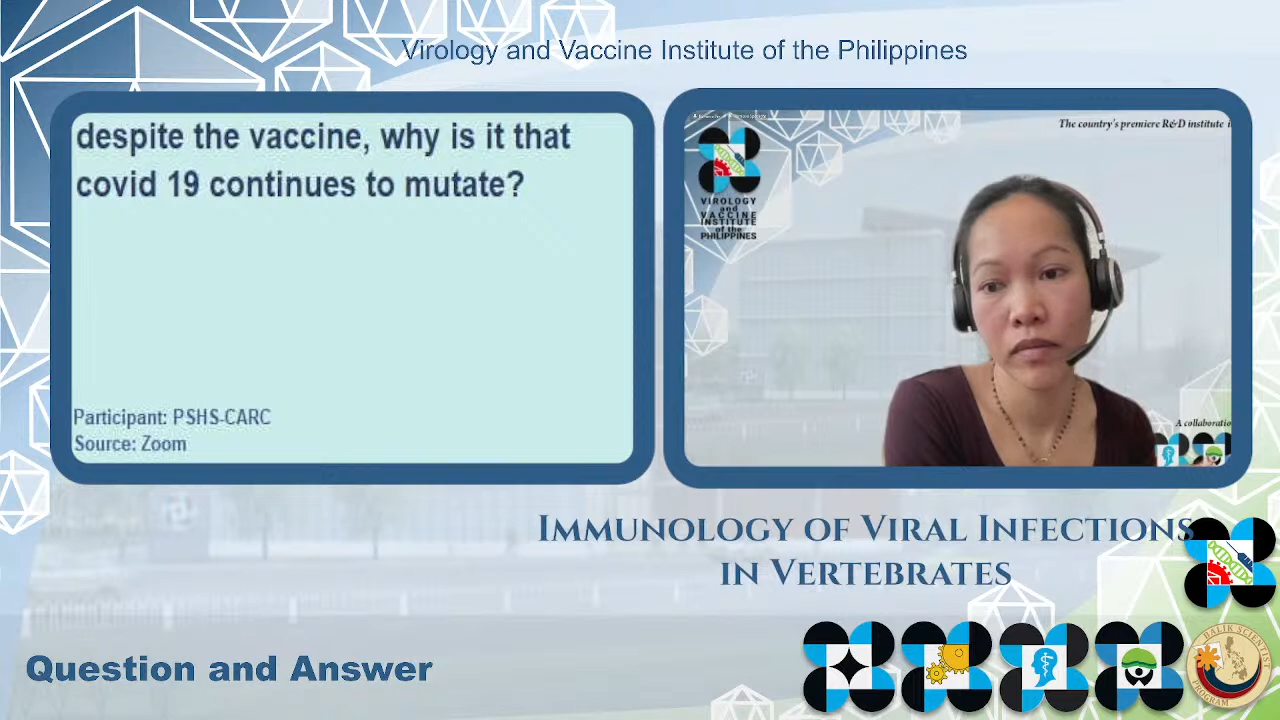 Virology and Vaccine Institute of the Philippines
despite the vaccine, why is it that
covid 19 continues to mutate?
Participant: PSHS-CARC
Source: Zoom
The country's premiere R&D institute i
VIROLOGY
and
VACCINE
INSTITUTE
of the
PHILIPPINES
A collaboratio
IMMUNOLOGY OF VIRAL INFECTIONS
IN VERTEBRATES
Question and Answer
BALIK SCIENTIST
PROGRAM